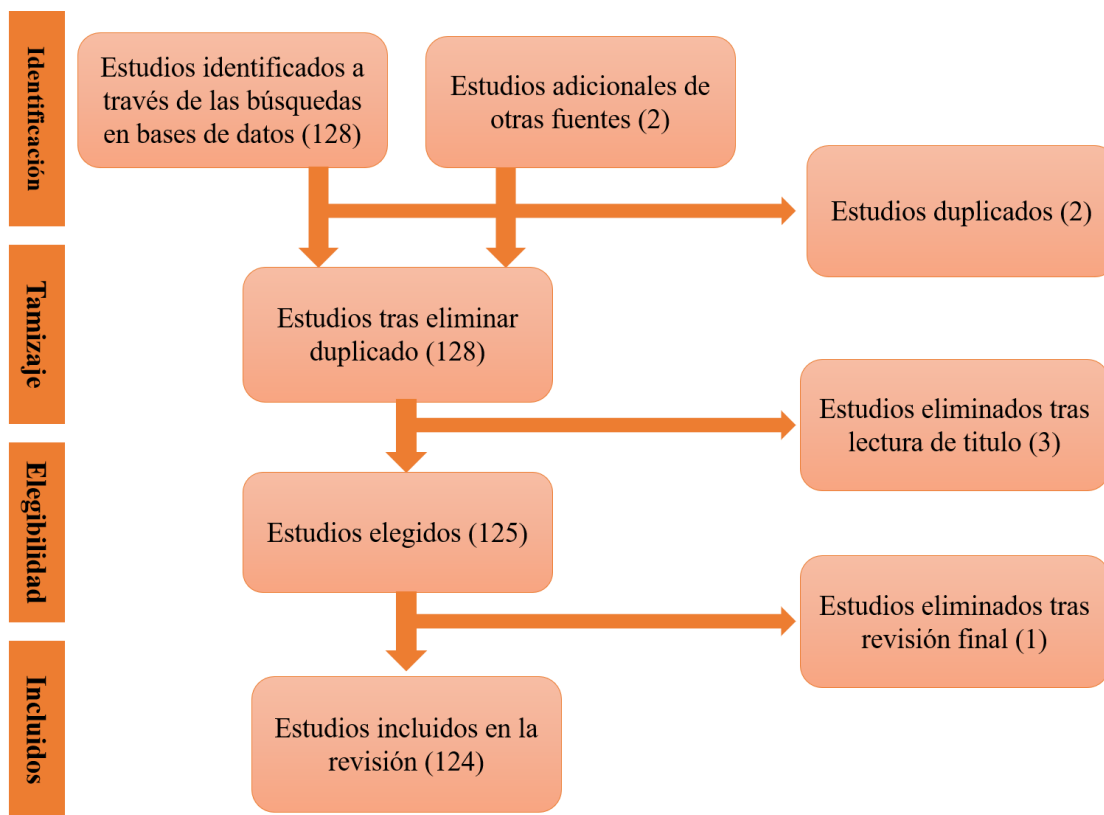 Identificación
Estudios identificados a
través de las búsquedas
en bases de datos (128)
Estudios adicionales de
otras fuentes (2)
Estudios duplicados (2)
Tamizaje
Estudios tras eliminar
duplicado (128)
Estudios eliminados tras
lectura de titulo (3)
Elegibilidad
Estudios elegidos (125)
Estudios eliminados tras
revisión final (1)
Incluidos
Estudios incluidos en la
revisión (124)